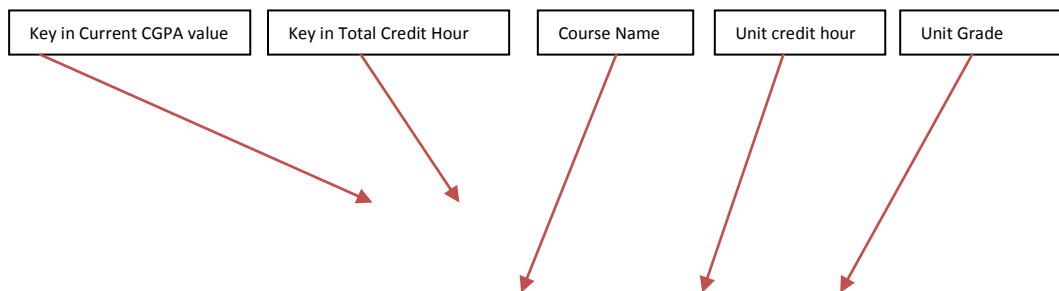 Key in Current CGPA value
Key in Total Credit Hour
Course Name
Unit credit hour
Unit Grade